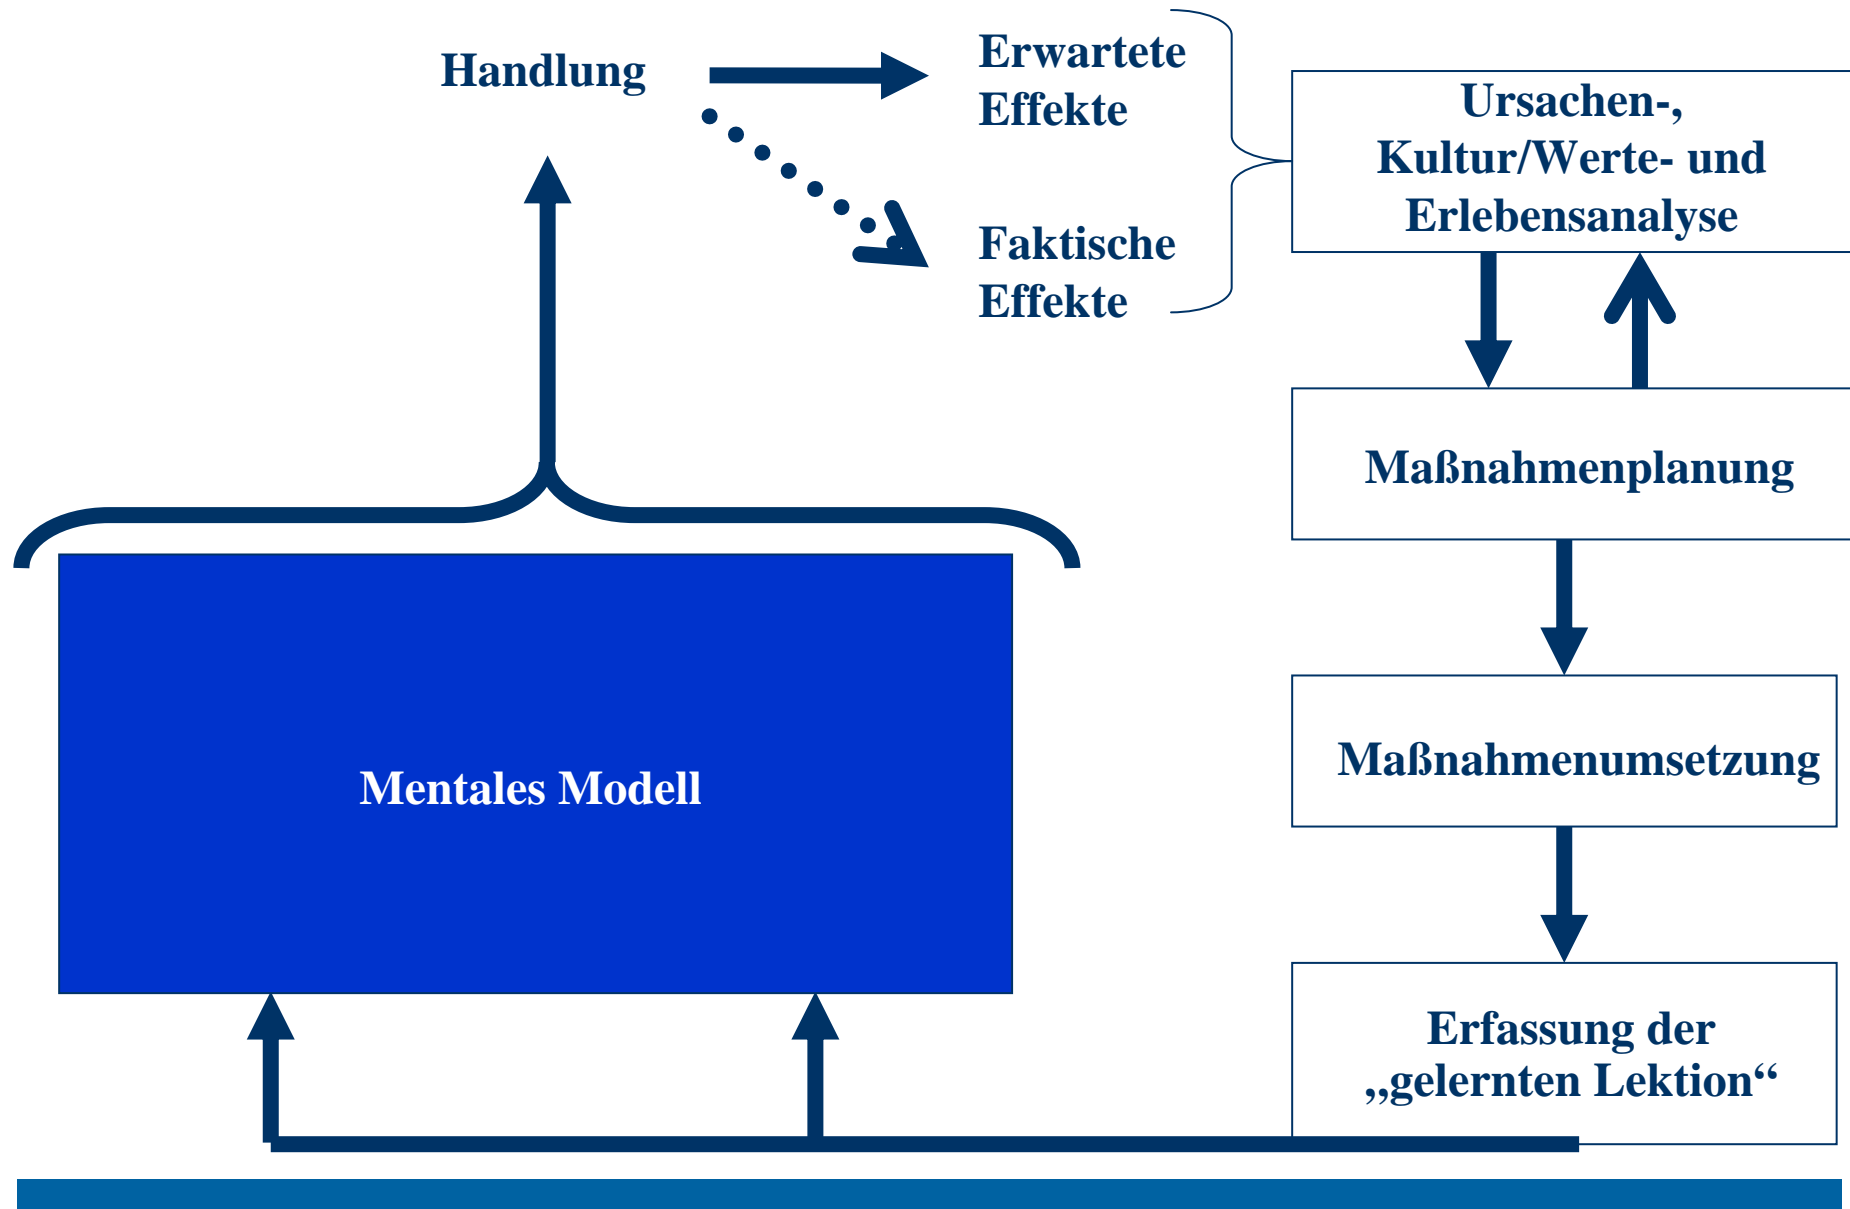 Handlung
Erwartete
Effekte
Faktische
Effekte
Ursachen-,
Kultur/Werte- und
Erlebensanalyse
Maßnahmenplanung
Maßnahmenumsetzung
Erfassung der
„gelernten Lektion“
Mentales Modell